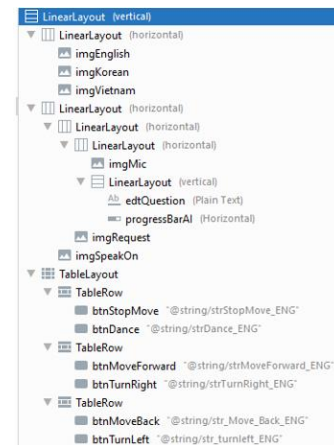 LinearLayout (vertical)
LinearLayout (horizontal)
imgEnglish
imgKorean
imgVietnam
LinearLayout (horizontal)
LinearLayout (horizontal)
LinearLayout (horizontal)
imgMic
LinearLayout (vertical)
Ab edtQuestion (Plain Text)
progressBarAI (Horizontal)
imgRequest
imgSpeakOn
TableLayout
TableRow
btnStopMove "@string/strStopMove_ENG"
btnDance "@string/strDance_ENG"
TableRow
btnMoveForward "@string/strMoveForward_ENG"
btnTurnRight "@string/strTurnRight_ENG"
TableRow
btnMoveBack "@string/str_Move_Back_ENG"
btnTurnLeft "@string/str_turnleft_ENG"